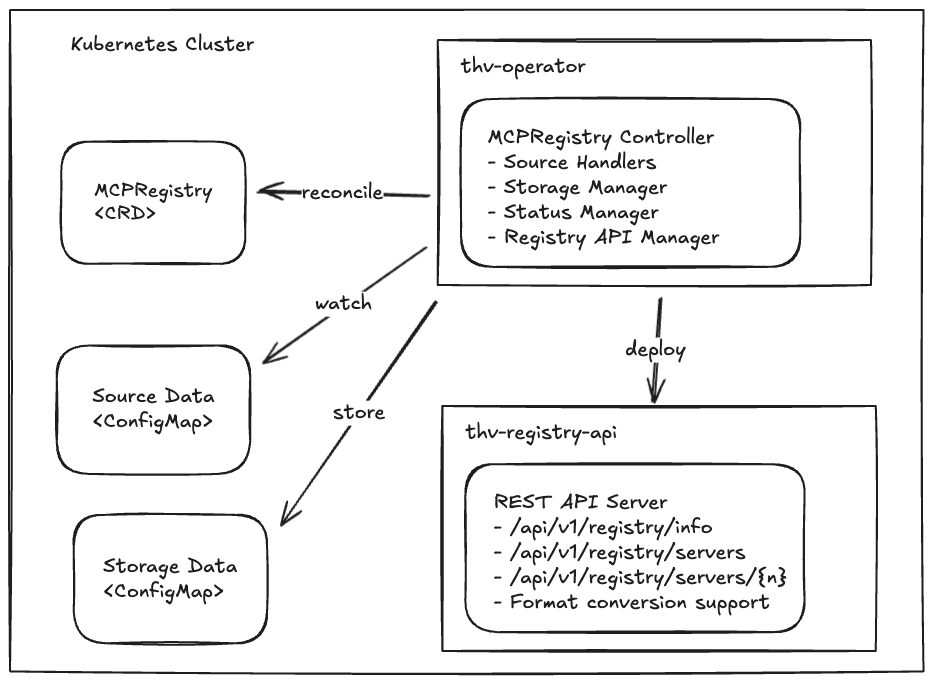 Kubernetes Cluster
thv-operator
MCPRegistry Controller
- Source Handlers
- Storage Manager
- Status Manager
- Registry API Manager
MCPRegistry
<CRD>
reconcile
watch
Source Data
<ConfigMap>
store
deploy
Storage Data
<ConfigMap>
thv-registry-api
REST API Server
- /api/v1/registry/info
- /api/v1/registry/servers
- /api/v1/registry/servers/{n}
- Format conversion support